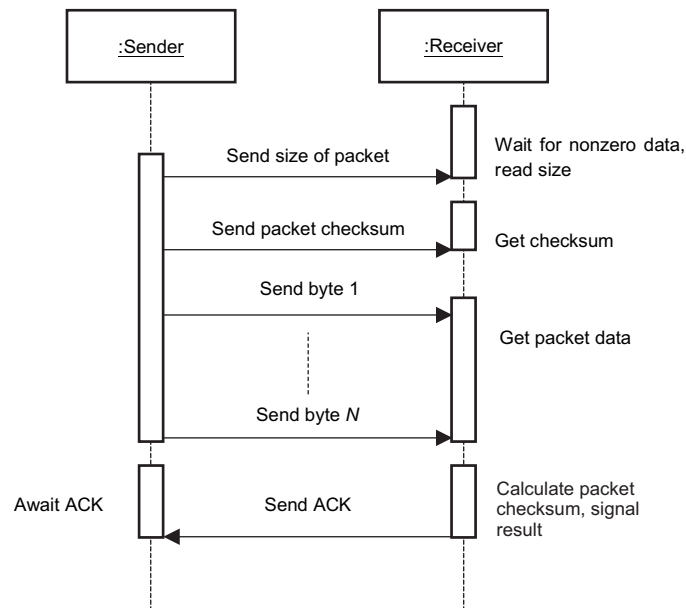 :Sender
:Receiver
Send size of packet
Wait for nonzero data,
read size
Send packet checksum
Get checksum
Send byte 1
Get packet data
Send byte N
Await ACK
Send ACK
Calculate packet
checksum, signal
result